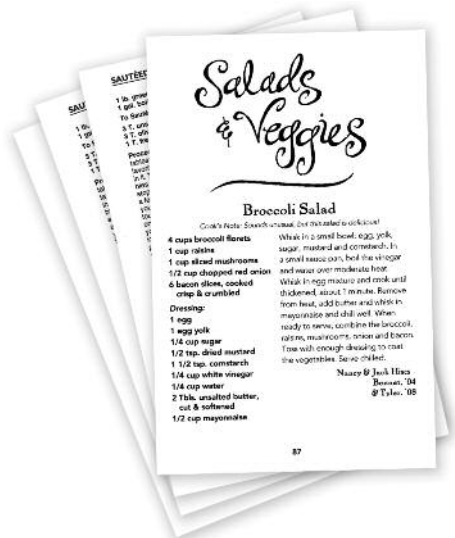 Salads
& Veggies
Broccoli Salad
Cook's Note: Sounds unusual, but this salad is delicious!
4 cups broccoli florets
1 cup raisins
1 cup sliced mushrooms
1/2 cup chopped red onion
6 bacon slices, cooked
crisp & crumbled
Dressing:
1 egg
1 egg yolk
1/4 cup sugar
1/2 tsp. dried mustard
1 1/2 tsp. cornstarch
1/4 cup white vinegar
1/4 cup water
2 Tbls. unsalted butter,
cut & softened
1/2 cup mayonnaise
Whisk in a small bowl, egg, yolk,
sugar, mustard and cornstarch. In
a small sauce pan, boil the vinegar
and water over moderate heat.
Whisk in egg mixture and cook until
thickened, about 1 minute. Remove
from heat, add butter and whisk in
mayonnaise and chill well. When
ready to serve, combine the broccoli,
raisins, mushrooms, onion and bacon.
Toss with enough dressing to coat
the vegetables. Serve chilled.
Nancy & Jack Hines
'04
& Tyler, '08
87
SAUTÉED
1 lb.
1 gal.